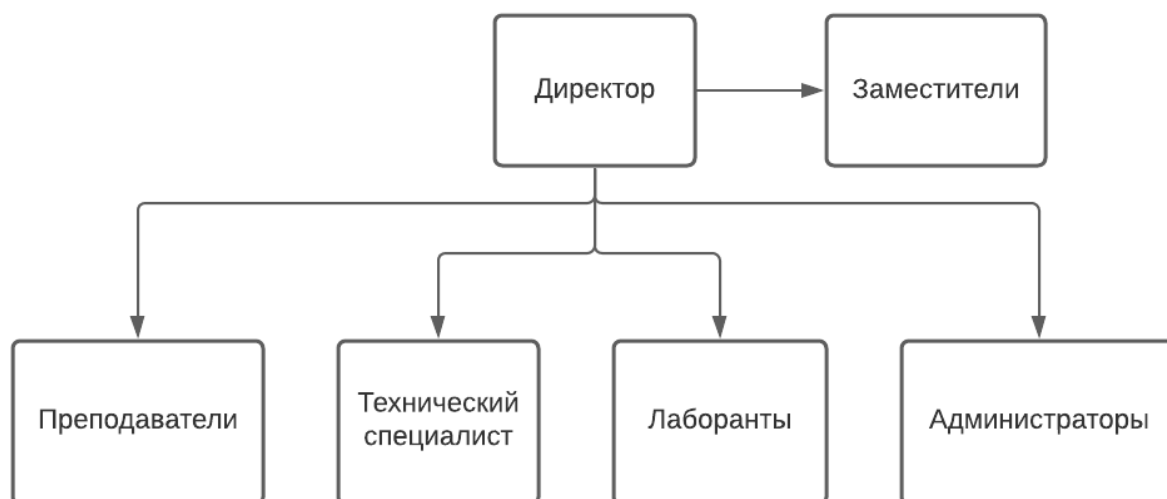 Директор
Заместители
Преподаватели
Технический
специалист
Лаборанты
Администраторы